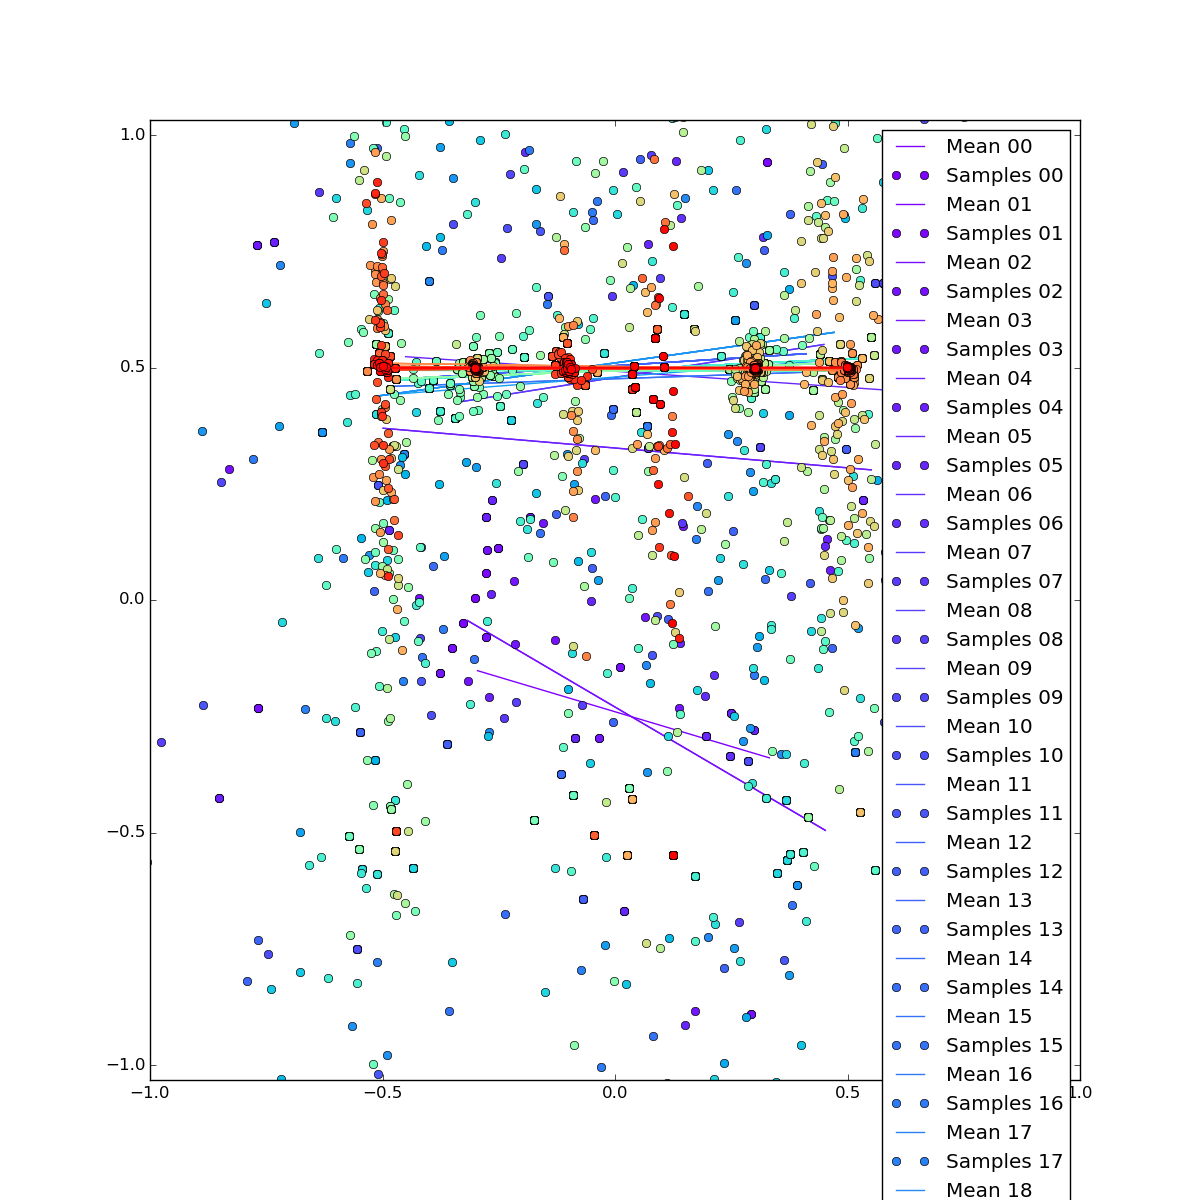 1.0
0.5
0.0
−0.5
−1.0
−1.0
−0.5
0.0
0.5
1.0
Mean 00
Samples 00
Mean 01
Samples 01
Mean 02
Samples 02
Mean 03
Samples 03
Mean 04
Samples 04
Mean 05
Samples 05
Mean 06
Samples 06
Mean 07
Samples 07
Mean 08
Samples 08
Mean 09
Samples 09
Mean 10
Samples 10
Mean 11
Samples 11
Mean 12
Samples 12
Mean 13
Samples 13
Mean 14
Samples 14
Mean 15
Samples 15
Mean 16
Samples 16
Mean 17
Samples 17
Mean 18